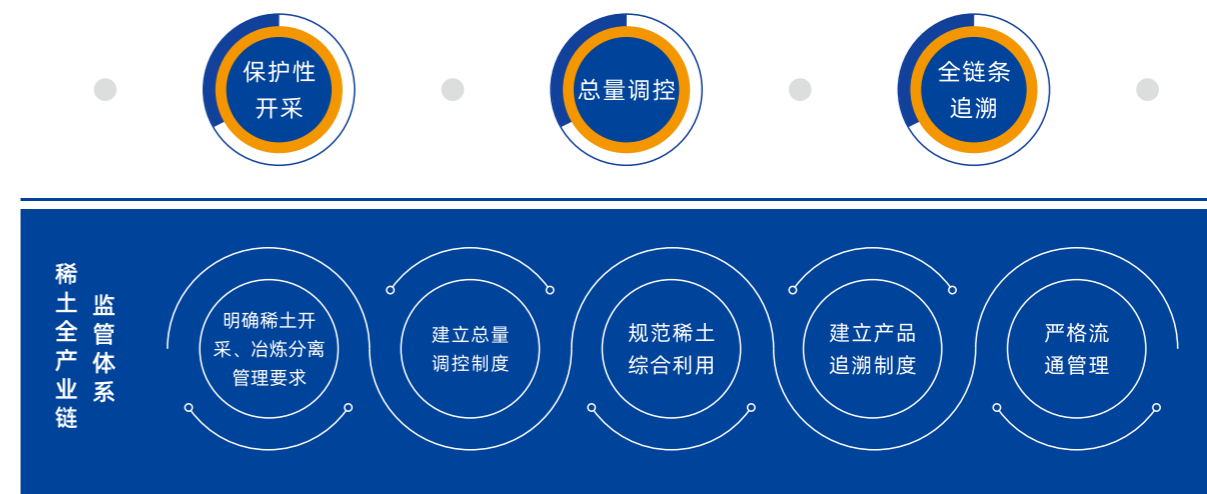 保护性
开采
总量调控
全链条
追溯
稀土全产业链
监管体系
明确稀土开
采、冶炼分离
管理要求
建立总量
调控制度
规范稀土
综合利用
建立产品
追溯制度
严格流
通管理